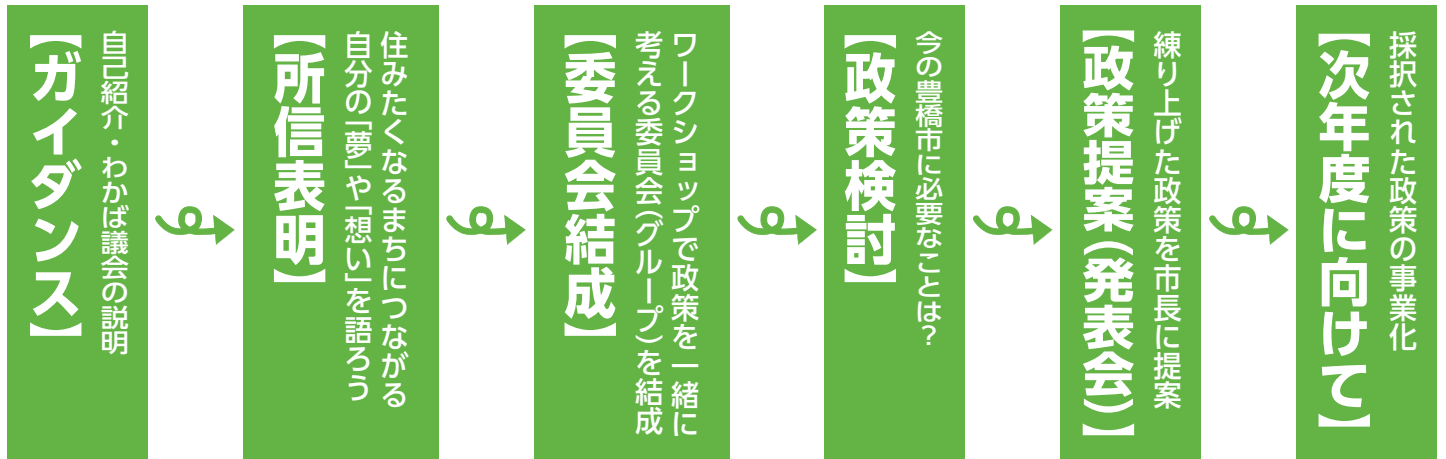 自己紹介・わかば議会の説明
【ガイダンス】
住みたくなるまちにつながる
自分の「夢」や「想い」を語ろう
【所信表明】
ワークショップで政策を一緒に
考える委員会(グループ)を結成
【委員会結成】
今の豊橋市に必要なことは？
【政策検討】
練り上げた政策を市長に提案
【政策提案(発表会)】
採択された政策の事業化
【次年度に向けて】